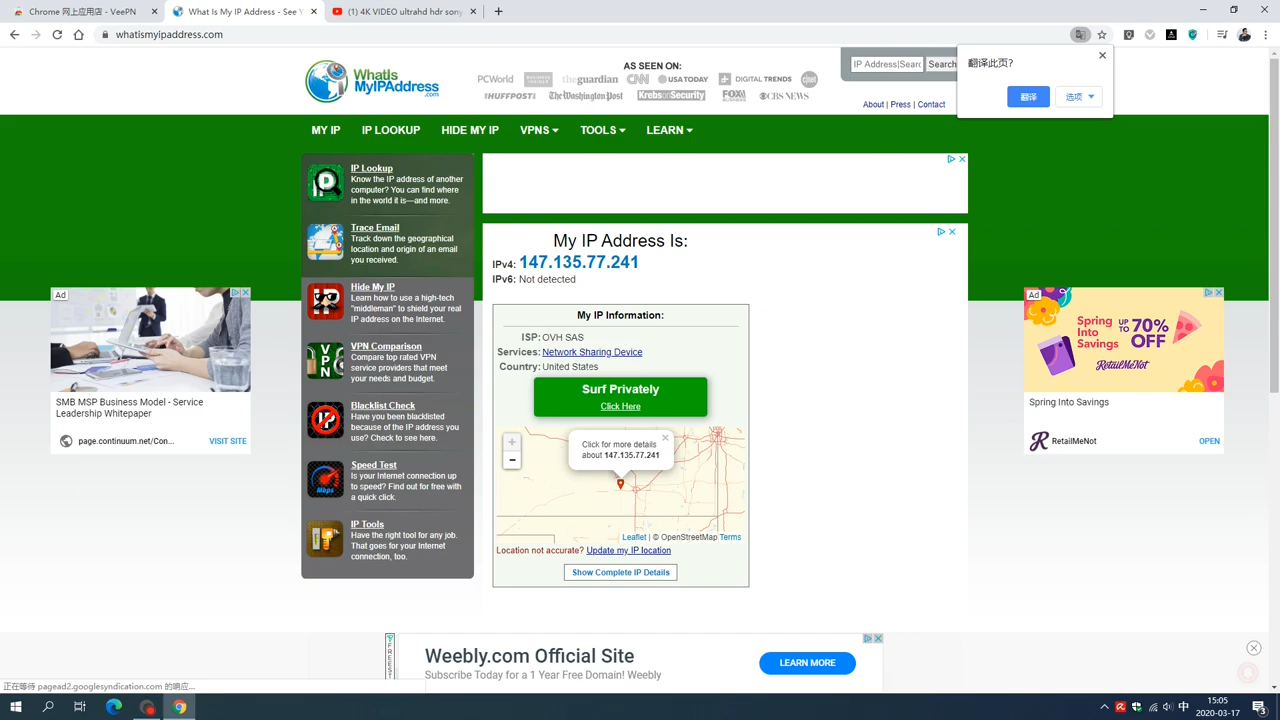 Chrome 网上应用店 - VeePN
What Is My IP Address - See Y
(1) 4K VIDEO ultrahd hdr sony
whatismyipaddress.com
翻译此页?
翻译
选项
WhatIs
MyIPAddress
.com
AS SEEN ON:
PCWorld
BUSINESS INSIDER
theguardian
CNN
USA TODAY
DIGITAL TRENDS
cnet
HUFFPOST
The Washington Post
KrebsonSecurity
FOX
CBS NEWS
IP Address|Searc
Search
About | Press | Contact
MY IP
IP LOOKUP
HIDE MY IP
VPNS
TOOLS
LEARN
IP Lookup
Know the IP address of another
computer? You can find where
in the world it is—and more.
Trace Email
Track down the geographical
location and origin of an email
you received.
Hide My IP
Learn how to use a high-tech
"middleman" to shield your real
IP address on the Internet.
VPN
VPN Comparison
Compare top rated VPN
service providers that meet
your needs and budget.
IP
Blacklist Check
Have you been blacklisted
because of the IP address you
use? Check to see here.
Mbps
Speed Test
Is your Internet connection up
to speed? Find out for free with
a quick click.
IP Tools
Have the right tool for any job.
That goes for your Internet
connection, too.
My IP Address Is:
IPv4: 147.135.77.241
IPv6: Not detected
My IP Information:
ISP: OVH SAS
Services: Network Sharing Device
Country: United States
Surf Privately
Click Here
+
−
Click for more details
about 147.135.77.241
Leaflet | © OpenStreetMap Terms
Location not accurate? Update my IP location
Show Complete IP Details
Ad
SMB MSP Business Model - Service
Leadership Whitepaper
page.continuum.net/Con...
VISIT SITE
Ad
Spring
Into
Savings
UP TO 70% OFF
RetailMeNot
Spring Into Savings
RetailMeNot
OPEN
FREEST
Weebly.com Official Site
Subscribe Today for a 1 Year Free Domain! Weebly
LEARN MORE
正在等待 pagead2.googlesyndication.com 的响应...
中
15:05
2020-03-17
3